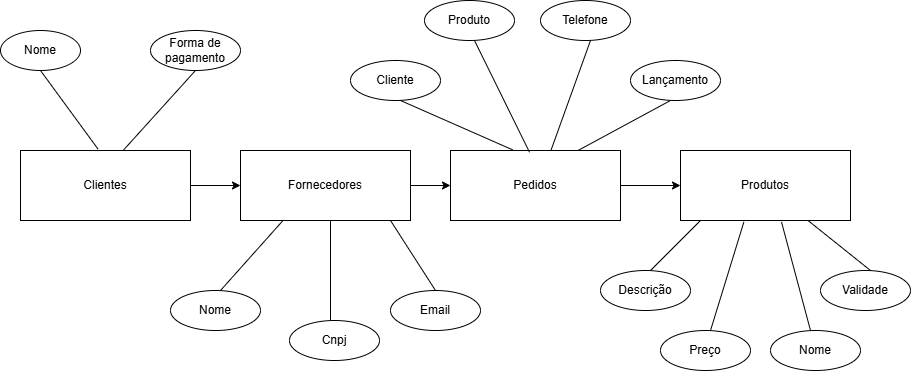 Produto
Telefone
Nome
Forma de
pagamento
Cliente
Lançamento
Clientes
Fornecedores
Pedidos
Produtos
Nome
Cnpj
Email
Descrição
Preço
Nome
Validade